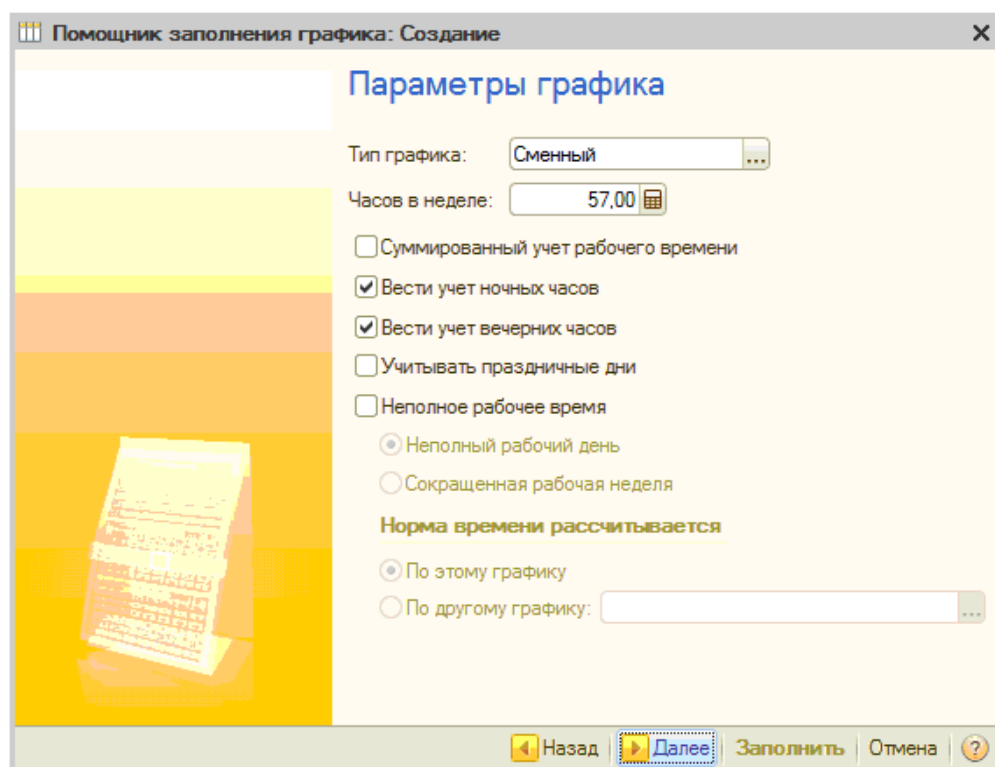 Помощник заполнения графика: Создание
Параметры графика
Тип графика: Сменный ...
Часов в неделе: 57,00
Суммированный учет рабочего времени
Вести учет ночных часов
Вести учет вечерних часов
Учитывать праздничные дни
Неполное рабочее время
Неполный рабочий день
Сокращенная рабочая неделя
Норма времени рассчитывается
По этому графику
По другому графику: ...
Назад Далее Заполнить Отмена ?